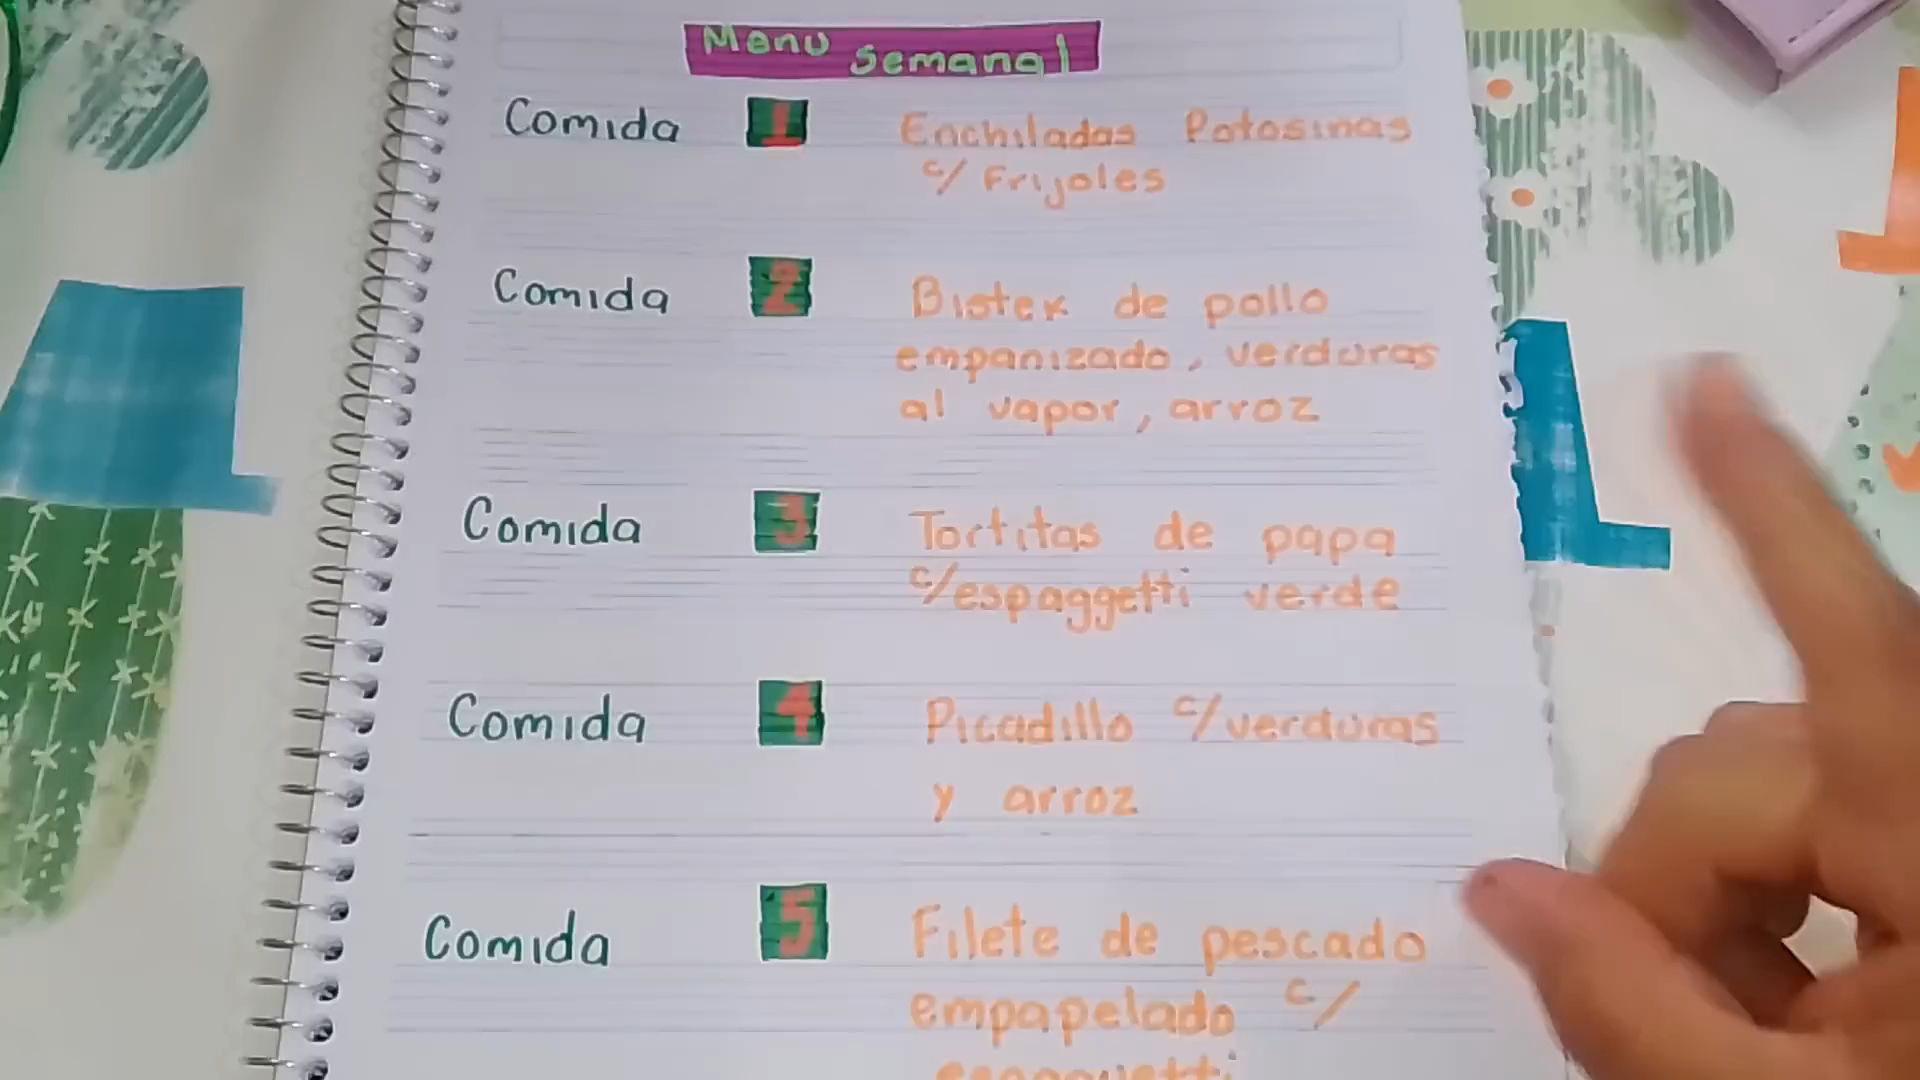 Menu semanal
Comida 1 Enchiladas Potosinas
c/ Frijoles
Comida 2 Bistek de pollo
empanizado, verduras
al vapor, arroz
Comida 3 Tortitas de papa
c/espaggetti verde
Comida 4 Picadillo c/verduras
y arroz
Comida 5 Filete de pescado
empapelado c/